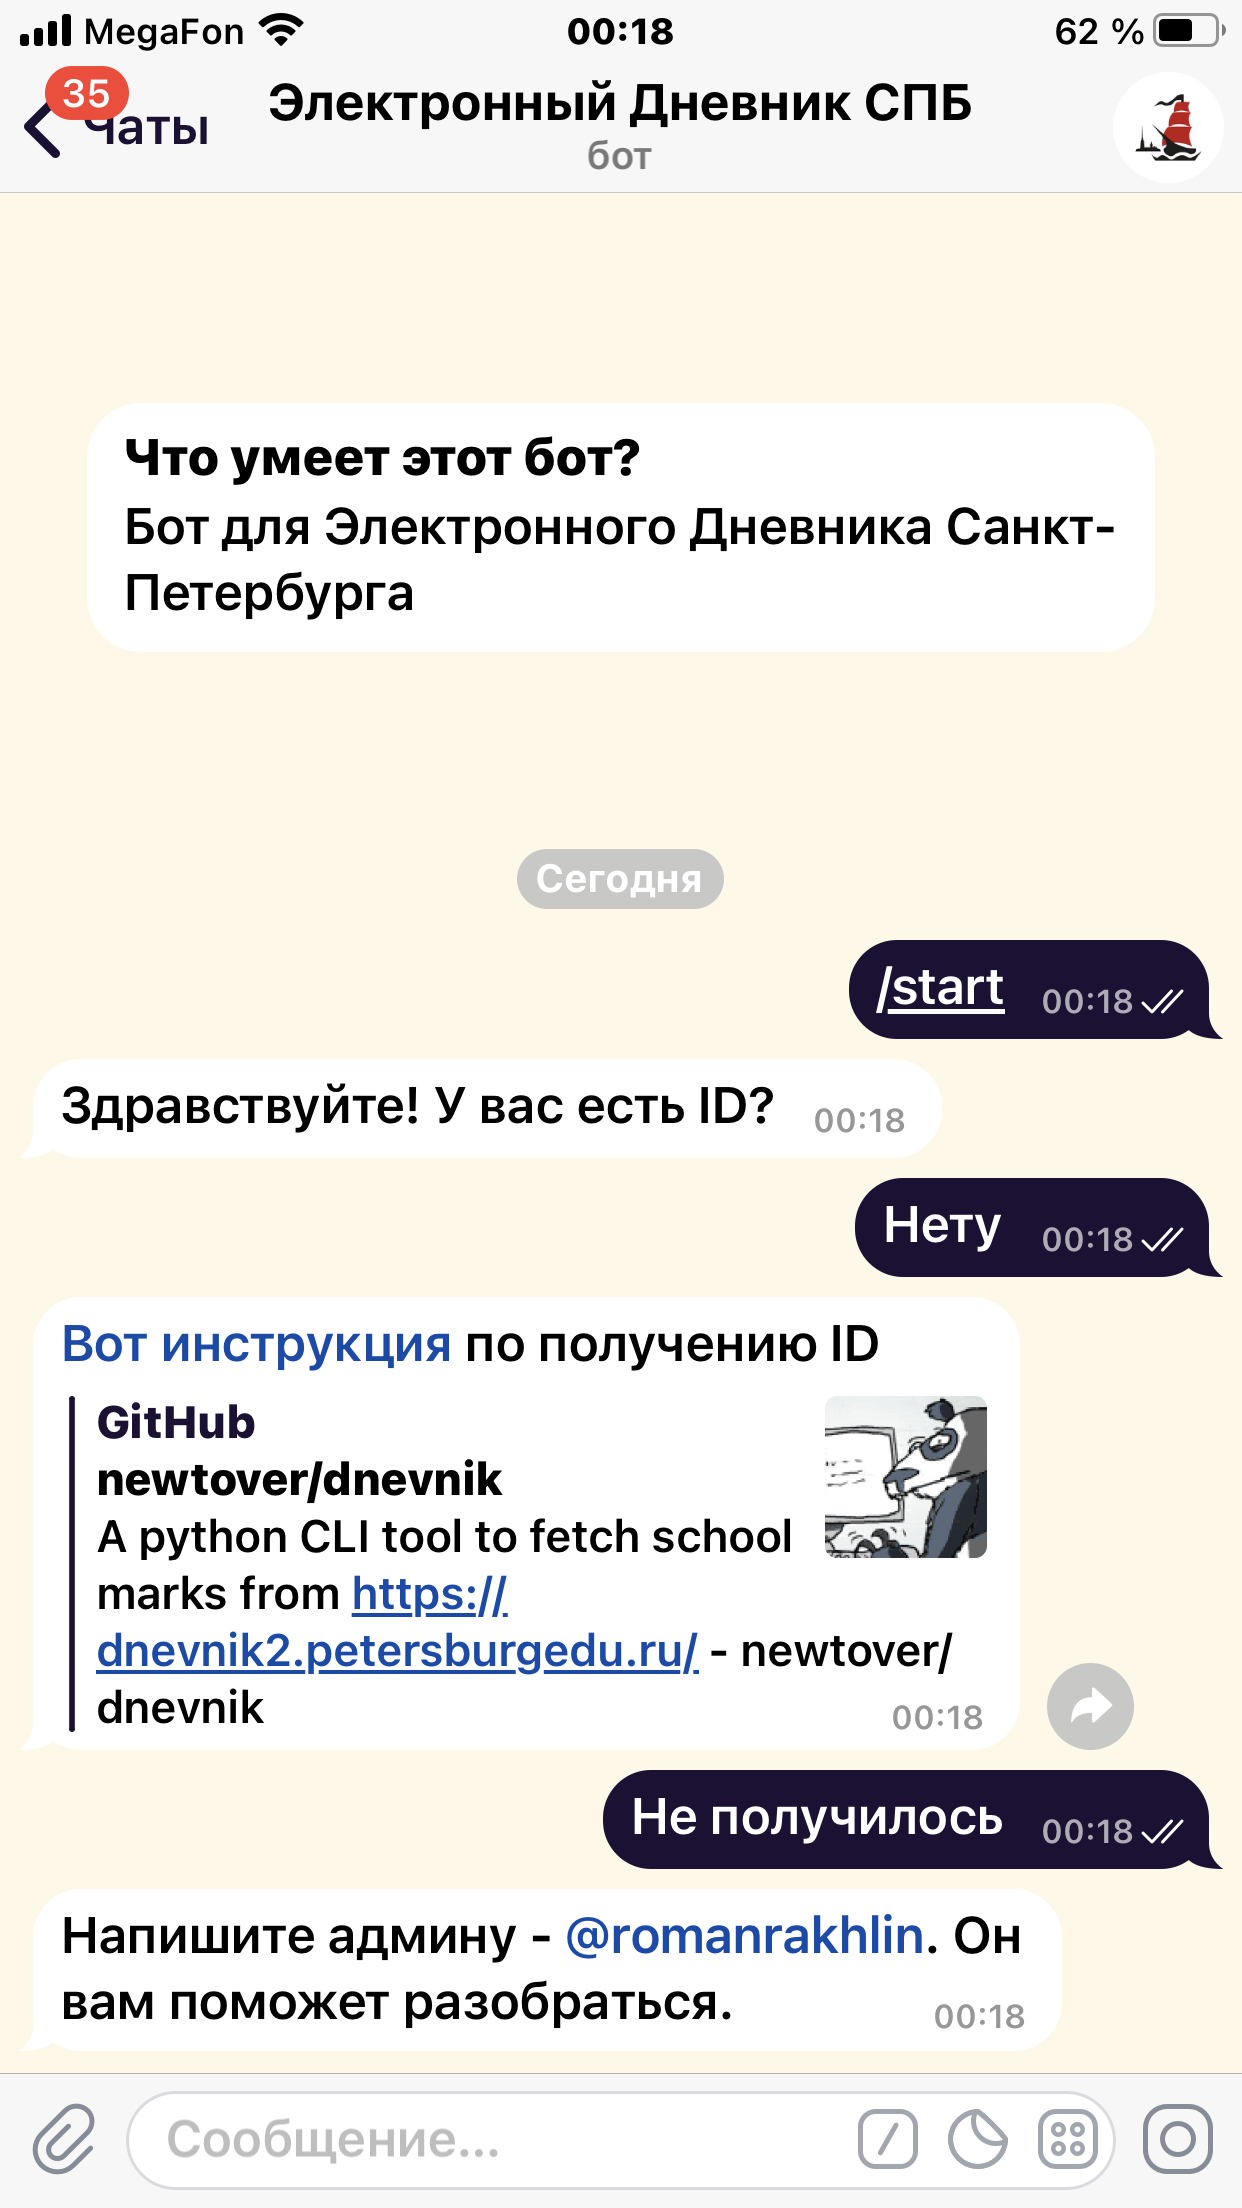 MegaFon 00:18 62 %
35
Чаты
Электронный Дневник СПБ
бот
Что умеет этот бот?
Бот для Электронного Дневника Санкт-
Петербурга
Сегодня
/start 00:18
Здравствуйте! У вас есть ID? 00:18
Нету 00:18
Вот инструкция по получению ID
GitHub
newtover/dnevnik
A python CLI tool to fetch school
marks from https://
dnevnik2.petersburgedu.ru/ - newtover/
dnevnik 00:18
Не получилось 00:18
Напишите админу - @romanrakhlin. Он
вам поможет разобраться. 00:18
Сообщение...